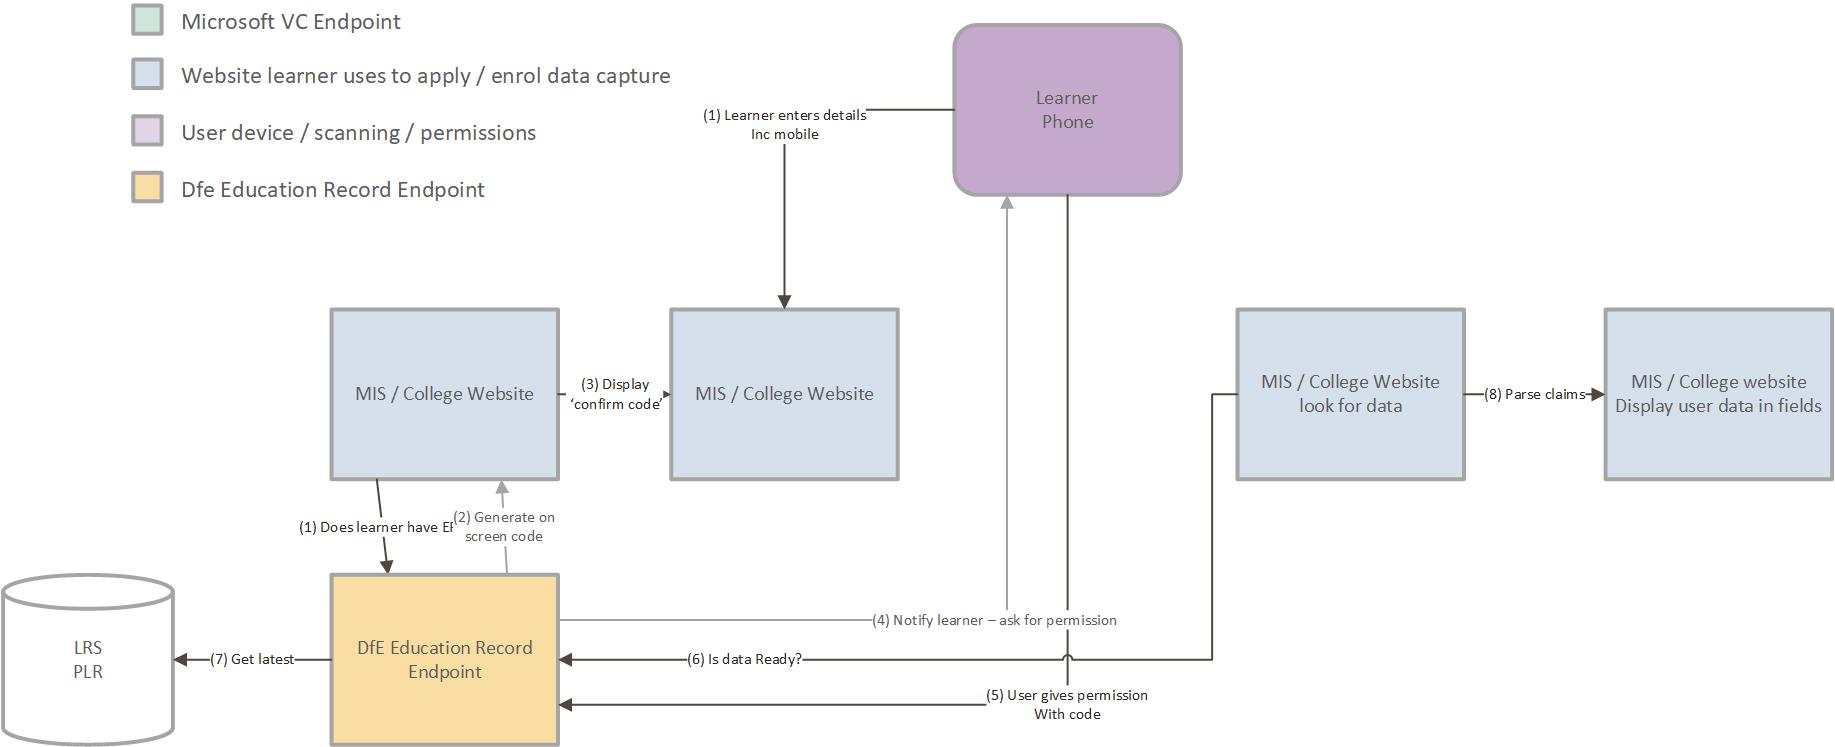 Microsoft VC Endpoint
Website learner uses to apply / enrol data capture
User device / scanning / permissions
Dfe Education Record Endpoint
Learner
Phone
(1) Learner enters details
Inc mobile
MIS / College Website
(3) Display
‘confirm code’
MIS / College Website
MIS / College Website
look for data
(8) Parse claims
MIS / College website
Display user data in fields
(1) Does learner have
(2) Generate on
screen code
LRS
PLR
(7) Get latest
DfE Education Record
Endpoint
(4) Notify learner – ask for permission
(6) Is data Ready?
(5) User gives permission
With code